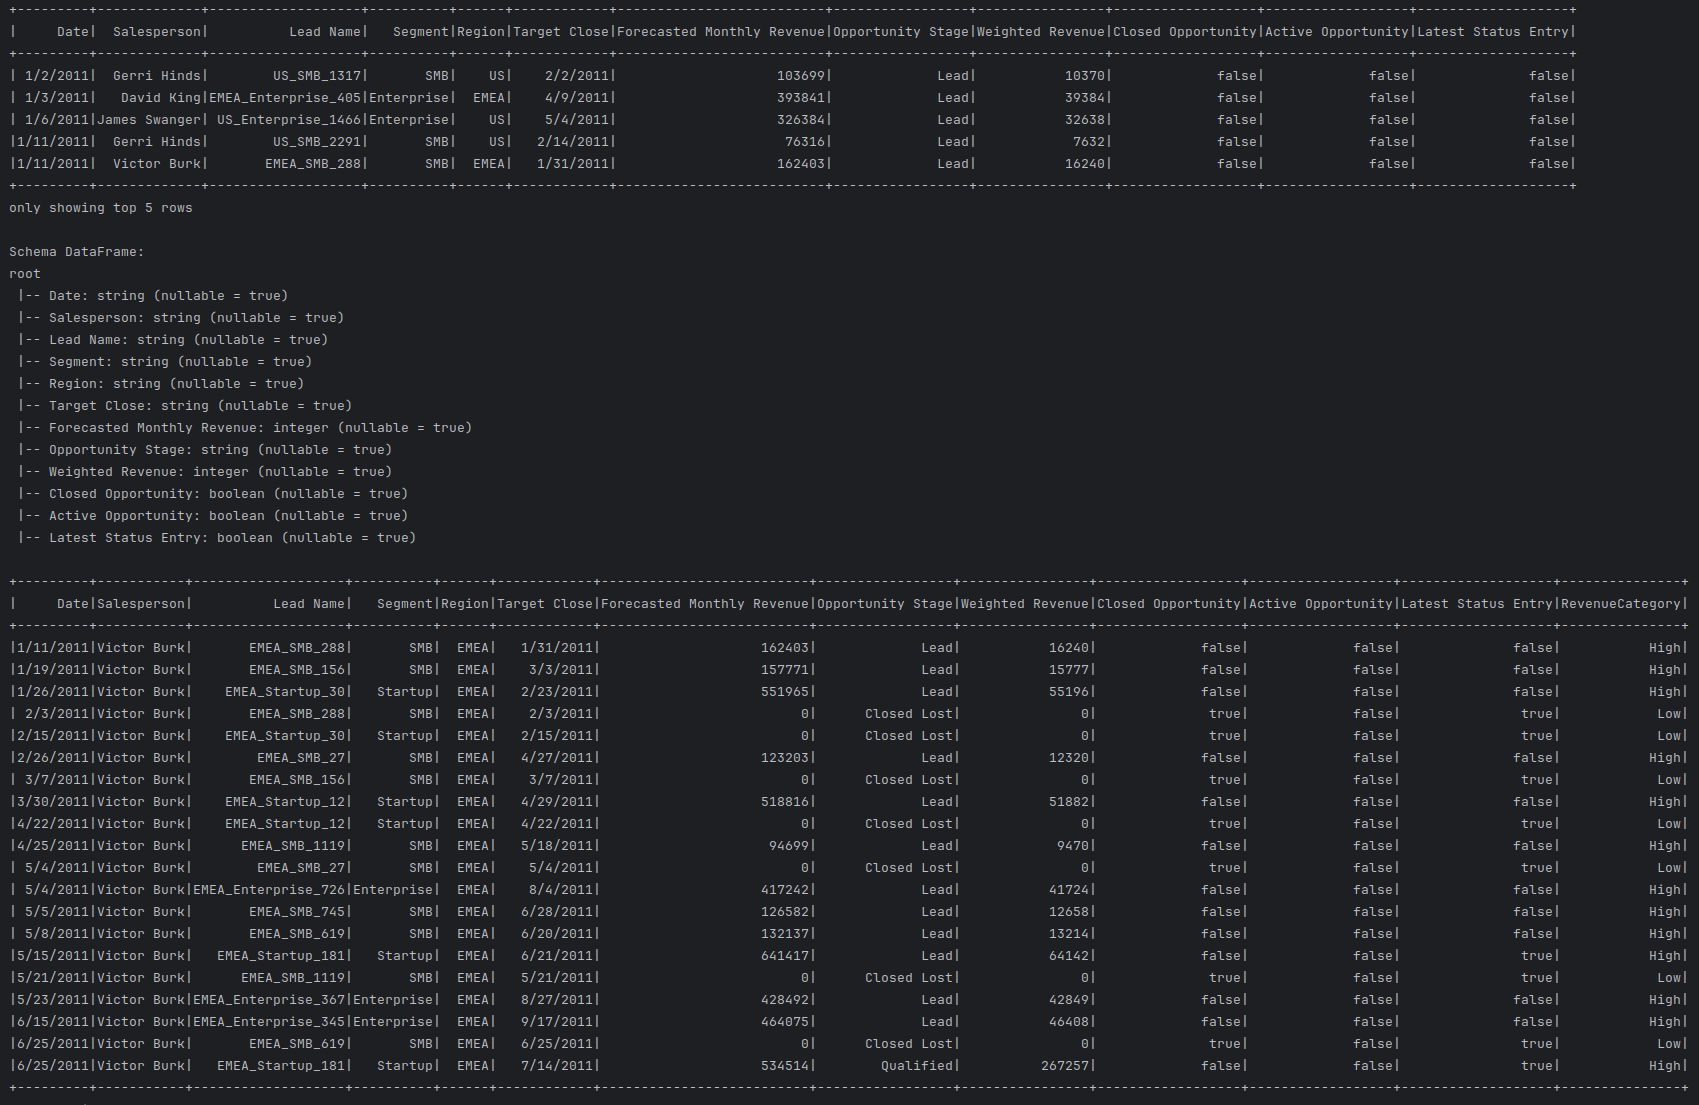 +---------+-------------+-------------------+----------+------+------------+--------------------------+-----------------+----------------+------------------+------------------+-------------------+
|     Date|  Salesperson|          Lead Name|   Segment|Region|Target Close|Forecasted Monthly Revenue|Opportunity Stage|Weighted Revenue|Closed Opportunity|Active Opportunity|Latest Status Entry|
+---------+-------------+-------------------+----------+------+------------+--------------------------+-----------------+----------------+------------------+------------------+-------------------+
| 1/2/2011|  Gerri Hinds|        US_SMB_1317|       SMB|    US|    2/2/2011|                    103699|             Lead|           10370|             false|             false|              false|
| 1/3/2011|   David King|EMEA_Enterprise_405|Enterprise|  EMEA|    4/9/2011|                    393841|             Lead|           39384|             false|             false|              false|
| 1/6/2011|James Swanger| US_Enterprise_1466|Enterprise|    US|    5/4/2011|                    326384|             Lead|           32638|             false|             false|              false|
|1/11/2011|  Gerri Hinds|        US_SMB_2291|       SMB|    US|   2/14/2011|                     76316|             Lead|            7632|             false|             false|              false|
|1/11/2011|  Victor Burk|       EMEA_SMB_288|       SMB|  EMEA|   1/31/2011|                    162403|             Lead|           16240|             false|             false|              false|
+---------+-------------+-------------------+----------+------+------------+--------------------------+-----------------+----------------+------------------+------------------+-------------------+
only showing top 5 rows
Schema DataFrame:
root
 |-- Date: string (nullable = true)
 |-- Salesperson: string (nullable = true)
 |-- Lead Name: string (nullable = true)
 |-- Segment: string (nullable = true)
 |-- Region: string (nullable = true)
 |-- Target Close: string (nullable = true)
 |-- Forecasted Monthly Revenue: integer (nullable = true)
 |-- Opportunity Stage: string (nullable = true)
 |-- Weighted Revenue: integer (nullable = true)
 |-- Closed Opportunity: boolean (nullable = true)
 |-- Active Opportunity: boolean (nullable = true)
 |-- Latest Status Entry: boolean (nullable = true)
+---------+-----------+-------------------+----------+------+------------+--------------------------+-----------------+----------------+------------------+------------------+-------------------+---------------+
|     Date|Salesperson|          Lead Name|   Segment|Region|Target Close|Forecasted Monthly Revenue|Opportunity Stage|Weighted Revenue|Closed Opportunity|Active Opportunity|Latest Status Entry|RevenueCategory|
+---------+-----------+-------------------+----------+------+------------+--------------------------+-----------------+----------------+------------------+------------------+-------------------+---------------+
|1/11/2011|Victor Burk|       EMEA_SMB_288|       SMB|  EMEA|   1/31/2011|                    162403|             Lead|           16240|             false|             false|              false|           High|
|1/19/2011|Victor Burk|       EMEA_SMB_156|       SMB|  EMEA|    3/3/2011|                    157771|             Lead|           15777|             false|             false|              false|           High|
|1/26/2011|Victor Burk|    EMEA_Startup_30|   Startup|  EMEA|   2/23/2011|                    551965|             Lead|           55196|             false|             false|              false|           High|
| 2/3/2011|Victor Burk|       EMEA_SMB_288|       SMB|  EMEA|    2/3/2011|                         0|      Closed Lost|               0|              true|             false|               true|            Low|
|2/15/2011|Victor Burk|    EMEA_Startup_30|   Startup|  EMEA|   2/15/2011|                         0|      Closed Lost|               0|              true|             false|               true|            Low|
|2/26/2011|Victor Burk|        EMEA_SMB_27|       SMB|  EMEA|   4/27/2011|                    123203|             Lead|           12320|             false|             false|              false|           High|
| 3/7/2011|Victor Burk|       EMEA_SMB_156|       SMB|  EMEA|    3/7/2011|                         0|      Closed Lost|               0|              true|             false|               true|            Low|
|3/30/2011|Victor Burk|    EMEA_Startup_12|   Startup|  EMEA|   4/29/2011|                    518816|             Lead|           51882|             false|             false|              false|           High|
|4/22/2011|Victor Burk|    EMEA_Startup_12|   Startup|  EMEA|   4/22/2011|                         0|      Closed Lost|               0|              true|             false|               true|            Low|
|4/25/2011|Victor Burk|      EMEA_SMB_1119|       SMB|  EMEA|   5/18/2011|                     94699|             Lead|            9470|             false|             false|              false|           High|
| 5/4/2011|Victor Burk|        EMEA_SMB_27|       SMB|  EMEA|    5/4/2011|                         0|      Closed Lost|               0|              true|             false|               true|            Low|
| 5/4/2011|Victor Burk|EMEA_Enterprise_726|Enterprise|  EMEA|    8/4/2011|                    417242|             Lead|           41724|             false|             false|              false|           High|
| 5/5/2011|Victor Burk|       EMEA_SMB_745|       SMB|  EMEA|   6/28/2011|                    126582|             Lead|           12658|             false|             false|              false|           High|
| 5/8/2011|Victor Burk|       EMEA_SMB_619|       SMB|  EMEA|   6/20/2011|                    132137|             Lead|           13214|             false|             false|              false|           High|
|5/15/2011|Victor Burk|   EMEA_Startup_181|   Startup|  EMEA|   6/21/2011|                    641417|             Lead|           64142|             false|             false|               true|           High|
|5/21/2011|Victor Burk|      EMEA_SMB_1119|       SMB|  EMEA|   5/21/2011|                         0|      Closed Lost|               0|              true|             false|               true|            Low|
|5/23/2011|Victor Burk|EMEA_Enterprise_367|Enterprise|  EMEA|   8/27/2011|                    428492|             Lead|           42849|             false|             false|              false|           High|
|6/15/2011|Victor Burk|EMEA_Enterprise_345|Enterprise|  EMEA|   9/17/2011|                    464075|             Lead|           46408|             false|             false|              false|           High|
|6/25/2011|Victor Burk|       EMEA_SMB_619|       SMB|  EMEA|   6/25/2011|                         0|      Closed Lost|               0|              true|             false|               true|            Low|
|6/25/2011|Victor Burk|   EMEA_Startup_181|   Startup|  EMEA|   7/14/2011|                    534514|        Qualified|          267257|             false|             false|               true|           High|
+---------+-----------+-------------------+----------+------+------------+--------------------------+-----------------+----------------+------------------+------------------+-------------------+---------------+